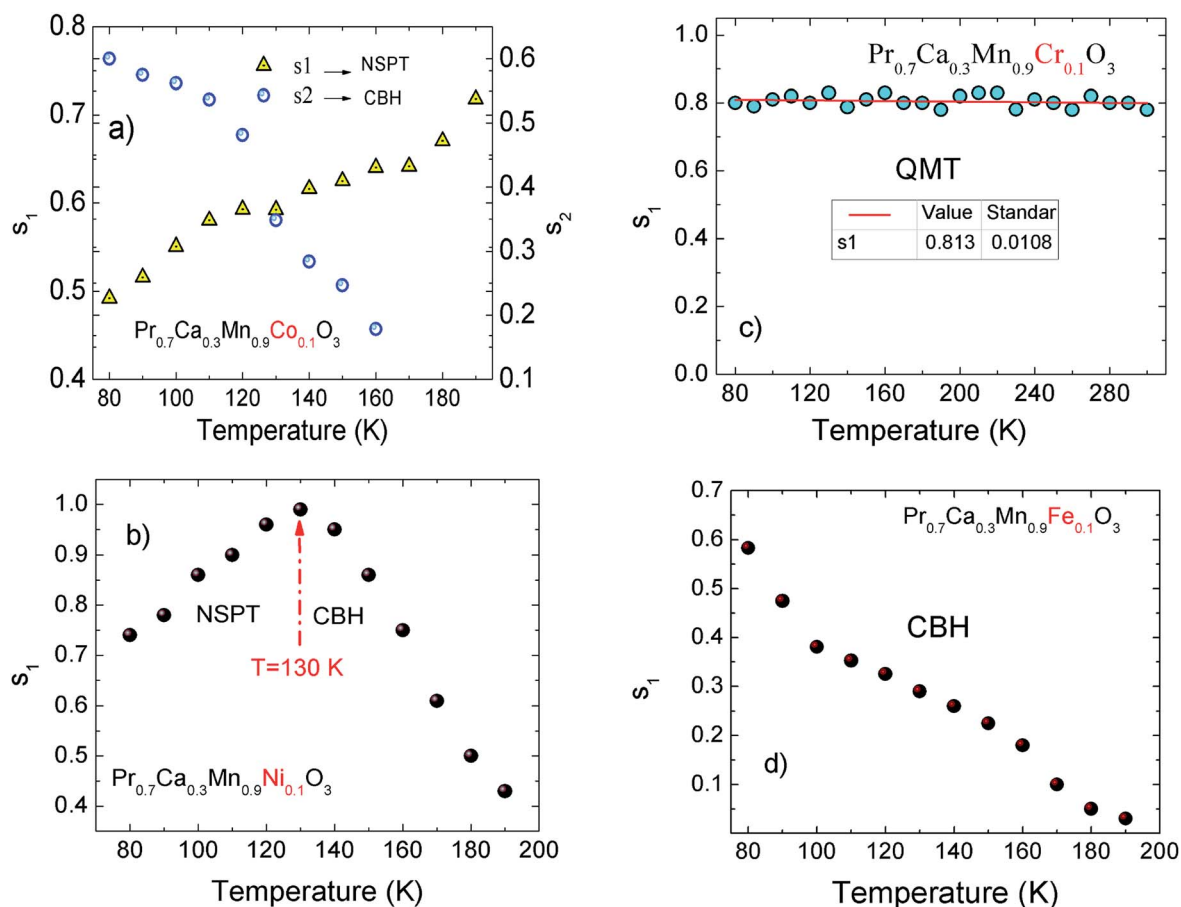 a)
s1 → NSPT
s2 → CBH
Pr0.7Ca0.3Mn0.9Co0.1O3
0.8
0.7
0.6
0.5
0.4
s1
0.6
0.5
0.4
0.3
0.2
0.1
s2
80 100 120 140 160 180
Temperature (K)
c)
Pr0.7Ca0.3Mn0.9Cr0.1O3
QMT
Value Standar
s1 0.813 0.0108
1.0
0.8
0.6
0.4
0.2
0.0
s1
80 120 160 200 240 280
Temperature (K)
b)
NSPT CBH
T=130 K
Pr0.7Ca0.3Mn0.9Ni0.1O3
1.0
0.9
0.8
0.7
0.6
0.5
0.4
s1
80 100 120 140 160 180 200
Temperature (K)
Pr0.7Ca0.3Mn0.9Fe0.1O3
CBH
d)
0.7
0.6
0.5
0.4
0.3
0.2
0.1
s1
80 100 120 140 160 180 200
Temperature (K)